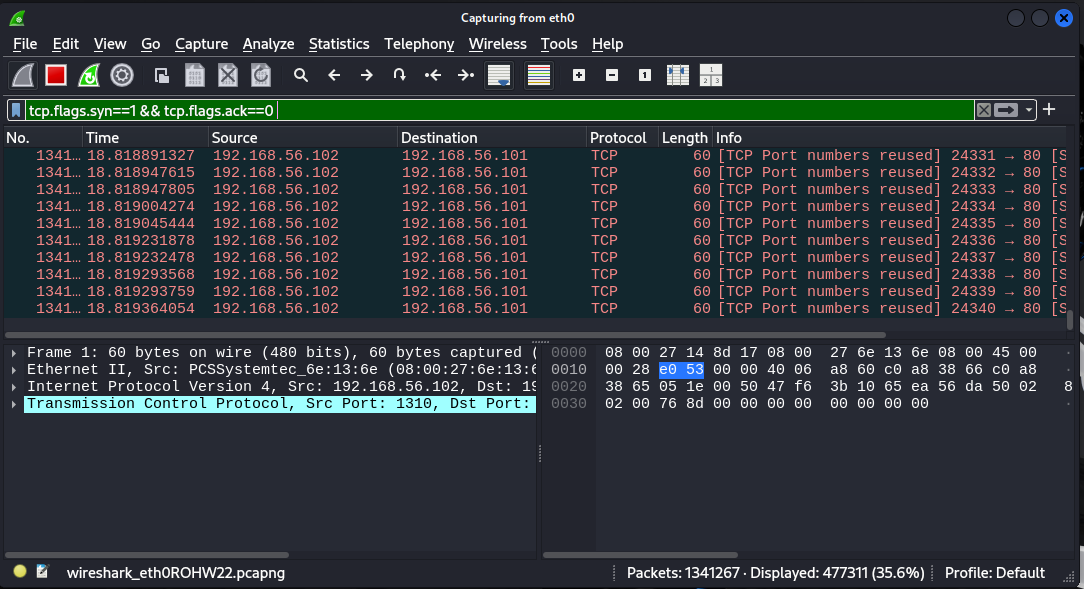 Capturing from eth0
File Edit View Go Capture Analyze Statistics Telephony Wireless Tools Help
tcp.flags.syn==1 && tcp.flags.ack==0
No. Time Source Destination Protocol Length Info
1341… 18.818891327 192.168.56.102 192.168.56.101 TCP 60 [TCP Port numbers reused] 24331 → 80 [S
1341… 18.818947615 192.168.56.102 192.168.56.101 TCP 60 [TCP Port numbers reused] 24332 → 80 [S
1341… 18.818947805 192.168.56.102 192.168.56.101 TCP 60 [TCP Port numbers reused] 24333 → 80 [S
1341… 18.819004274 192.168.56.102 192.168.56.101 TCP 60 [TCP Port numbers reused] 24334 → 80 [S
1341… 18.819045444 192.168.56.102 192.168.56.101 TCP 60 [TCP Port numbers reused] 24335 → 80 [S
1341… 18.819231878 192.168.56.102 192.168.56.101 TCP 60 [TCP Port numbers reused] 24336 → 80 [S
1341… 18.819232478 192.168.56.102 192.168.56.101 TCP 60 [TCP Port numbers reused] 24337 → 80 [S
1341… 18.819293568 192.168.56.102 192.168.56.101 TCP 60 [TCP Port numbers reused] 24338 → 80 [S
1341… 18.819293759 192.168.56.102 192.168.56.101 TCP 60 [TCP Port numbers reused] 24339 → 80 [S
1341… 18.819364054 192.168.56.102 192.168.56.101 TCP 60 [TCP Port numbers reused] 24340 → 80 [S
Frame 1: 60 bytes on wire (480 bits), 60 bytes captured (
Ethernet II, Src: PCSSystemtec_6e:13:6e (08:00:27:6e:13:6
Internet Protocol Version 4, Src: 192.168.56.102, Dst: 19
Transmission Control Protocol, Src Port: 1310, Dst Port:
0000 08 00 27 14 8d 17 08 00 27 6e 13 6e 08 00 45 00 ·
0010 00 28 e0 53 00 00 40 06 a8 60 c0 a8 38 66 c0 a8 ·
0020 38 65 05 1e 00 50 47 f6 3b 10 65 ea 56 da 50 02 8
0030 02 00 76 8d 00 00 00 00 00 00 00 00 ·
wireshark_eth0ROHW22.pcapng
Packets: 1341267 · Displayed: 477311 (35.6%)
Profile: Default